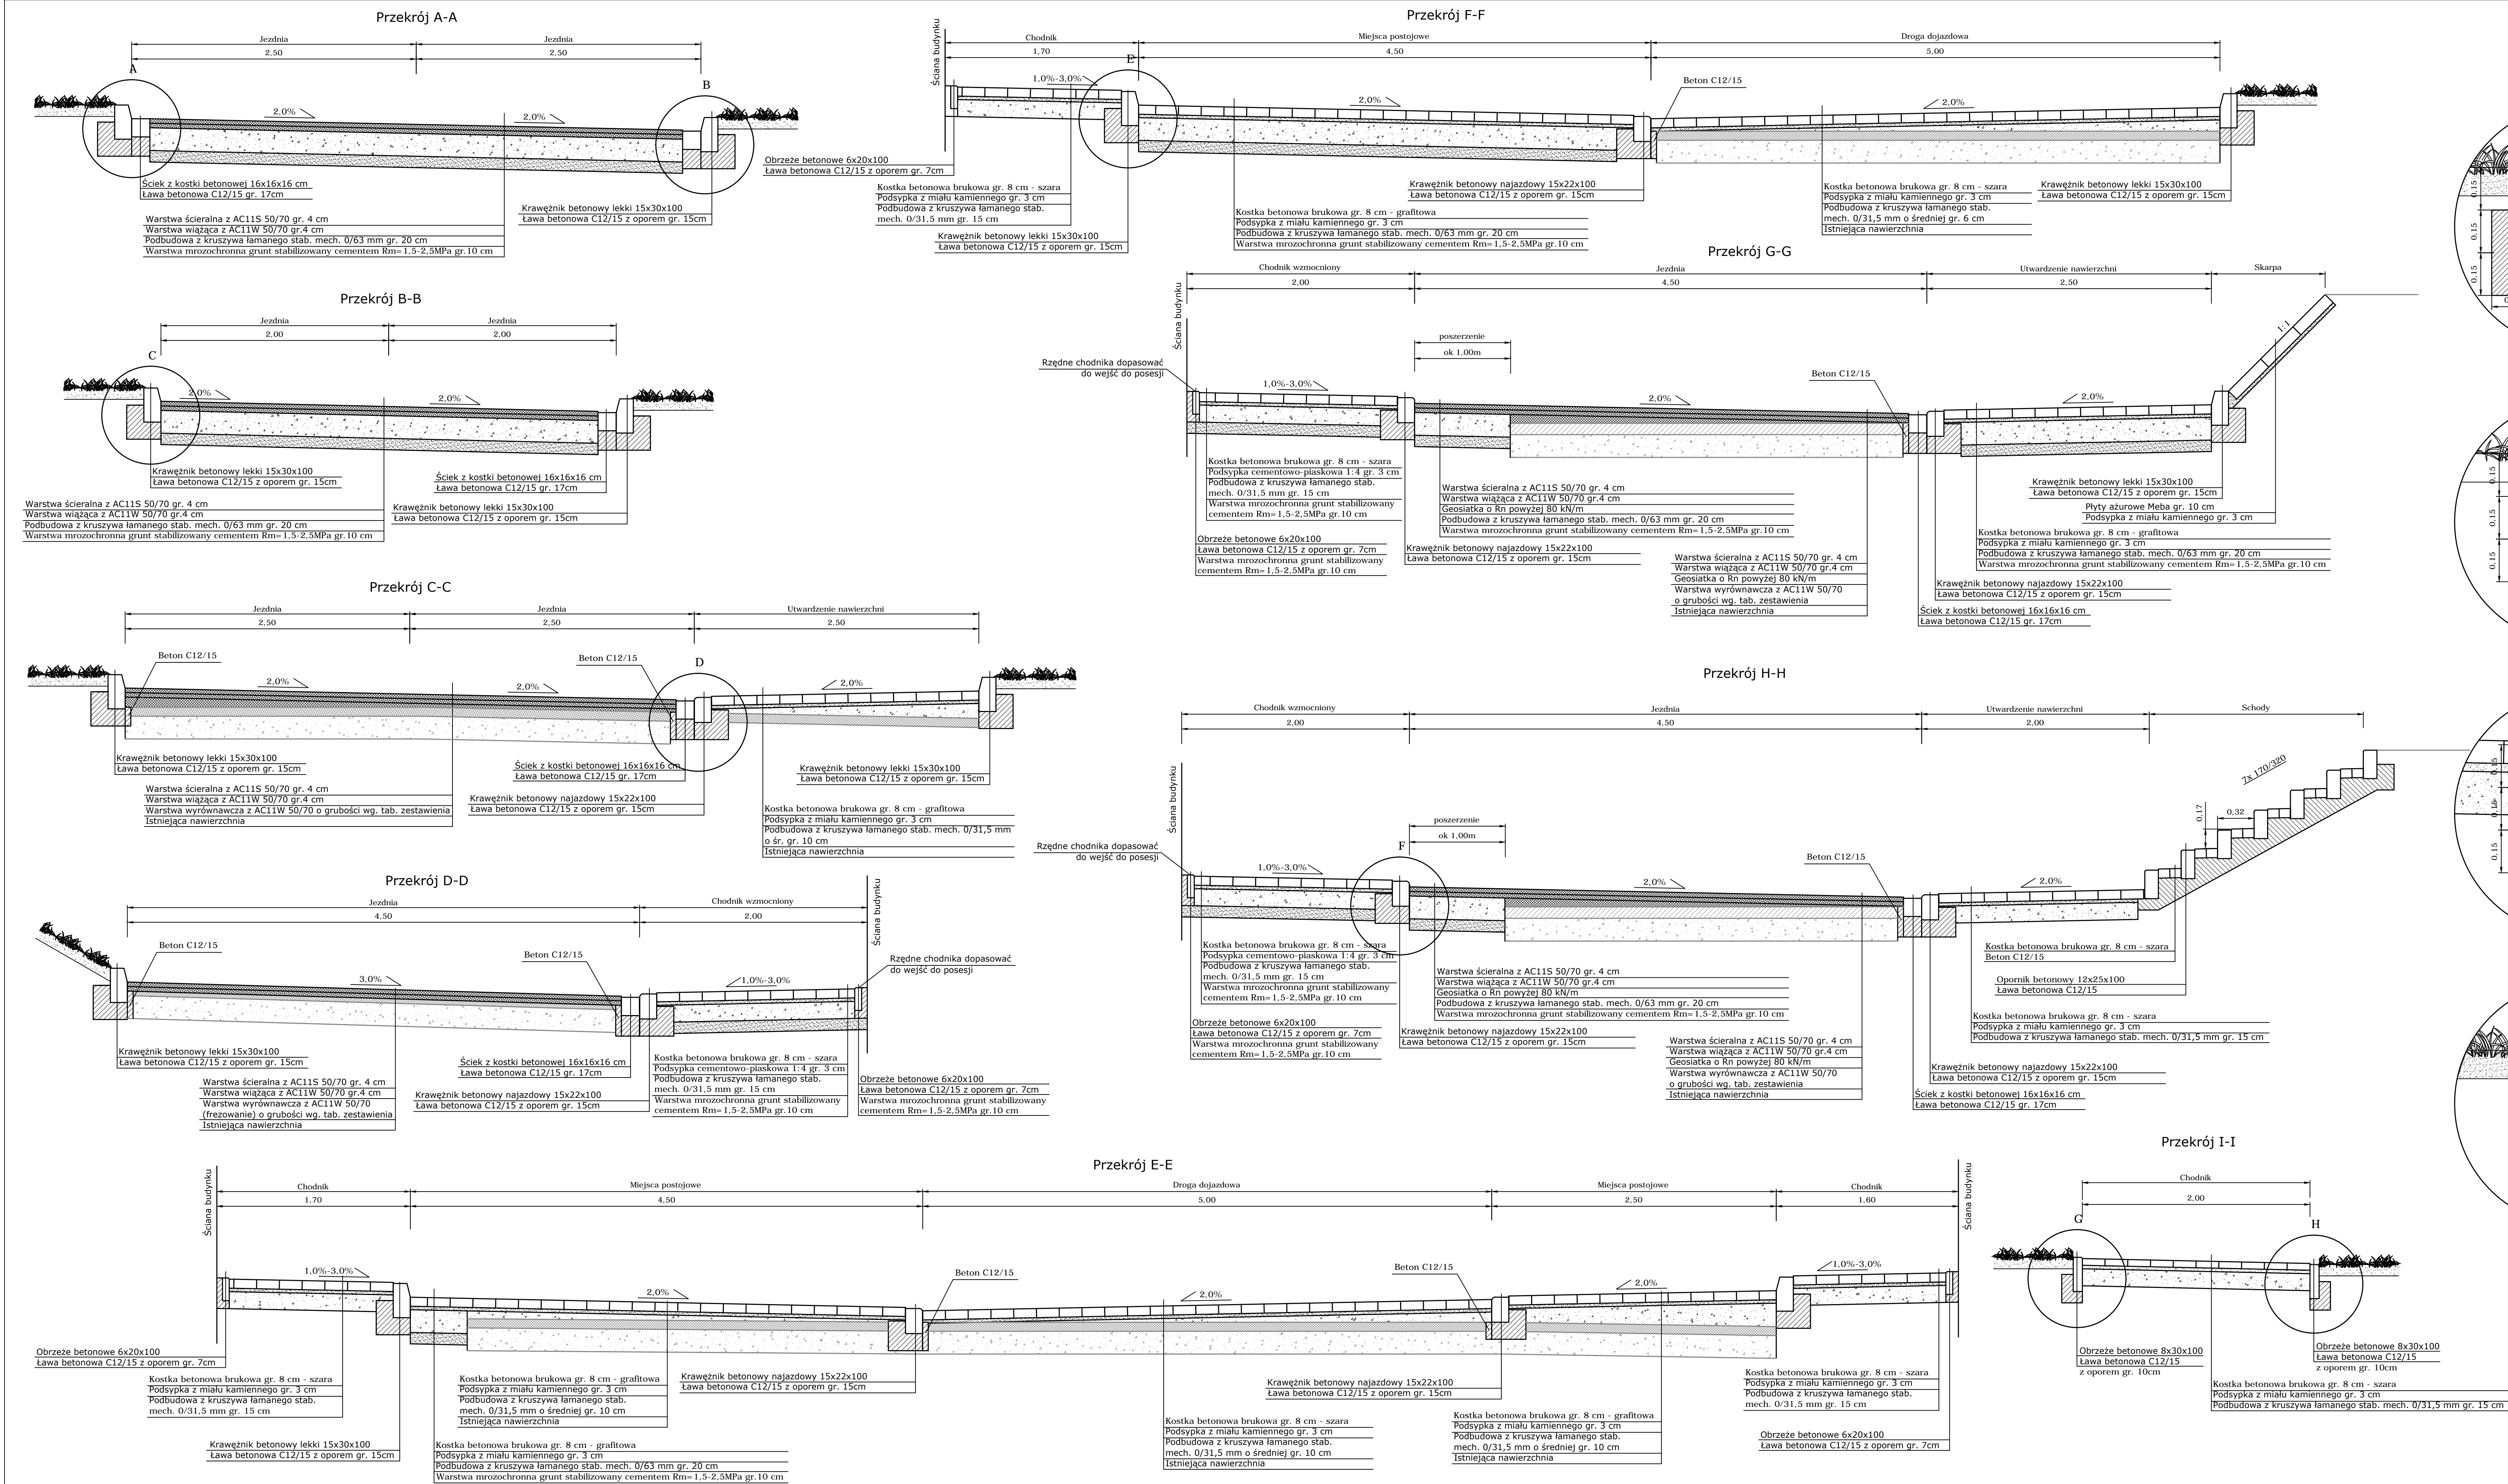 Przekrój A-A
Jezdnia
Jezdnia
2,50
2,50
A
B
2,0%
2,0%
Ściek z kostki betonowej 16x16x16 cm
Ława betonowa C12/15 gr. 17cm
Krawężnik betonowy lekki 15x30x100
Ława betonowa C12/15 z oporem gr. 15cm
Warstwa ścieralna z AC11S 50/70 gr. 4 cm
Warstwa wiążąca z AC11W 50/70 gr.4 cm
Podbudowa z kruszywa łamanego stab. mech. 0/63 mm gr. 20 cm
Warstwa mrozochronna grunt stabilizowany cementem Rm=1,5-2,5MPa gr.10 cm
Przekrój B-B
Jezdnia
Jezdnia
2,00
2,00
C
2,0%
2,0%
Krawężnik betonowy lekki 15x30x100
Ława betonowa C12/15 z oporem gr. 15cm
Ściek z kostki betonowej 16x16x16 cm
Ława betonowa C12/15 gr. 17cm
Warstwa ścieralna z AC11S 50/70 gr. 4 cm
Warstwa wiążąca z AC11W 50/70 gr.4 cm
Podbudowa z kruszywa łamanego stab. mech. 0/63 mm gr. 20 cm
Warstwa mrozochronna grunt stabilizowany cementem Rm=1,5-2,5MPa gr.10 cm
Krawężnik betonowy lekki 15x30x100
Ława betonowa C12/15 z oporem gr. 15cm
Przekrój C-C
Jezdnia
Jezdnia
Utwardzenie nawierzchni
2,50
2,50
2,50
Beton C12/15
Beton C12/15
D
2,0%
2,0%
2,0%
Krawężnik betonowy lekki 15x30x100
Ława betonowa C12/15 z oporem gr. 15cm
Ściek z kostki betonowej 16x16x16 cm
Ława betonowa C12/15 gr. 17cm
Krawężnik betonowy lekki 15x30x100
Ława betonowa C12/15 z oporem gr. 15cm
Warstwa ścieralna z AC11S 50/70 gr. 4 cm
Warstwa wiążąca z AC11W 50/70 gr.4 cm
Warstwa wyrównawcza z AC11W 50/70 o grubości wg. tab. zestawienia
Istniejąca nawierzchnia
Krawężnik betonowy najazdowy 15x22x100
Ława betonowa C12/15 z oporem gr. 15cm
Kostka betonowa brukowa gr. 8 cm - grafitowa
Podsypka z miału kamiennego gr. 3 cm
Podbudowa z kruszywa łamanego stab. mech. 0/31,5 mm
o śr. gr. 10 cm
Istniejąca nawierzchnia
Przekrój D-D
Jezdnia
Chodnik wzmocniony
4,50
2,00
Ściana budynku
Beton C12/15
Beton C12/15
3,0%
1,0%-3,0%
Rzędne chodnika dopasować
do wejść do posesji
Krawężnik betonowy lekki 15x30x100
Ława betonowa C12/15 z oporem gr. 15cm
Ściek z kostki betonowej 16x16x16 cm
Ława betonowa C12/15 gr. 17cm
Warstwa ścieralna z AC11S 50/70 gr. 4 cm
Warstwa wiążąca z AC11W 50/70 gr.4 cm
Warstwa wyrównawcza z AC11W 50/70
(frezowanie) o grubości wg. tab. zestawienia
Istniejąca nawierzchnia
Krawężnik betonowy najazdowy 15x22x100
Ława betonowa C12/15 z oporem gr. 15cm
Kostka betonowa brukowa gr. 8 cm - szara
Podsypka cementowo-piaskowa 1:4 gr. 3 cm
Podbudowa z kruszywa łamanego stab.
mech. 0/31,5 mm gr. 15 cm
Warstwa mrozochronna grunt stabilizowany
cementem Rm=1,5-2,5MPa gr.10 cm
Obrzeże betonowe 6x20x100
Ława betonowa C12/15 z oporem gr. 7cm
Warstwa mrozochronna grunt stabilizowany
cementem Rm=1,5-2,5MPa gr.10 cm
Przekrój E-E
Ściana budynku
Chodnik
Miejsca postojowe
Droga dojazdowa
Miejsca postojowe
Chodnik
1,70
4,50
5,00
2,50
1,60
Ściana budynku
1,0%-3,0%
2,0%
Beton C12/15
2,0%
Beton C12/15
2,0%
1,0%-3,0%
Obrzeże betonowe 6x20x100
Ława betonowa C12/15 z oporem gr. 7cm
Kostka betonowa brukowa gr. 8 cm - szara
Podsypka z miału kamiennego gr. 3 cm
Podbudowa z kruszywa łamanego stab.
mech. 0/31,5 mm gr. 15 cm
Krawężnik betonowy lekki 15x30x100
Ława betonowa C12/15 z oporem gr. 15cm
Kostka betonowa brukowa gr. 8 cm - grafitowa
Podsypka z miału kamiennego gr. 3 cm
Podbudowa z kruszywa łamanego stab.
mech. 0/31,5 mm o średniej gr. 10 cm
Istniejąca nawierzchnia
Kostka betonowa brukowa gr. 8 cm - grafitowa
Podsypka z miału kamiennego gr. 3 cm
Podbudowa z kruszywa łamanego stab. mech. 0/63 mm gr. 20 cm
Warstwa mrozochronna grunt stabilizowany cementem Rm=1,5-2,5MPa gr.10 cm
Krawężnik betonowy najazdowy 15x22x100
Ława betonowa C12/15 z oporem gr. 15cm
Kostka betonowa brukowa gr. 8 cm - szara
Podsypka z miału kamiennego gr. 3 cm
Podbudowa z kruszywa łamanego stab.
mech. 0/31,5 mm o średniej gr. 10 cm
Istniejąca nawierzchnia
Krawężnik betonowy najazdowy 15x22x100
Ława betonowa C12/15 z oporem gr. 15cm
Kostka betonowa brukowa gr. 8 cm - grafitowa
Podsypka z miału kamiennego gr. 3 cm
Podbudowa z kruszywa łamanego stab.
mech. 0/31,5 mm o średniej gr. 10 cm
Istniejąca nawierzchnia
Kostka betonowa brukowa gr. 8 cm - szara
Podsypka z miału kamiennego gr. 3 cm
Podbudowa z kruszywa łamanego stab.
mech. 0/31,5 mm gr. 15 cm
Obrzeże betonowe 6x20x100
Ława betonowa C12/15 z oporem gr. 7cm
Przekrój F-F
Ściana budynku
Chodnik
Miejsca postojowe
Droga dojazdowa
1,70
4,50
5,00
E
1,0%-3,0%
2,0%
Beton C12/15
2,0%
Obrzeże betonowe 6x20x100
Ława betonowa C12/15 z oporem gr. 7cm
Kostka betonowa brukowa gr. 8 cm - szara
Podsypka z miału kamiennego gr. 3 cm
Podbudowa z kruszywa łamanego stab.
mech. 0/31,5 mm gr. 15 cm
Krawężnik betonowy lekki 15x30x100
Ława betonowa C12/15 z oporem gr. 15cm
Krawężnik betonowy najazdowy 15x22x100
Ława betonowa C12/15 z oporem gr. 15cm
Kostka betonowa brukowa gr. 8 cm - grafitowa
Podsypka z miału kamiennego gr. 3 cm
Podbudowa z kruszywa łamanego stab. mech. 0/63 mm gr. 20 cm
Warstwa mrozochronna grunt stabilizowany cementem Rm=1,5-2,5MPa gr.10 cm
Kostka betonowa brukowa gr. 8 cm - szara
Podsypka z miału kamiennego gr. 3 cm
Podbudowa z kruszywa łamanego stab.
mech. 0/31,5 mm o średniej gr. 6 cm
Istniejąca nawierzchnia
Krawężnik betonowy lekki 15x30x100
Ława betonowa C12/15 z oporem gr. 15cm
Przekrój G-G
Ściana budynku
Chodnik wzmocniony
Jezdnia
Utwardzenie nawierzchni
Skarpa
2,00
4,50
2,50
poszerzenie
ok 1,00m
Rzędne chodnika dopasować
do wejść do posesji
1,0%-3,0%
2,0%
Beton C12/15
2,0%
1:1
Kostka betonowa brukowa gr. 8 cm - szara
Podsypka cementowo-piaskowa 1:4 gr. 3 cm
Podbudowa z kruszywa łamanego stab.
mech. 0/31,5 mm gr. 15 cm
Warstwa mrozochronna grunt stabilizowany
cementem Rm=1,5-2,5MPa gr.10 cm
Obrzeże betonowe 6x20x100
Ława betonowa C12/15 z oporem gr. 7cm
Warstwa mrozochronna grunt stabilizowany
cementem Rm=1,5-2,5MPa gr.10 cm
Warstwa ścieralna z AC11S 50/70 gr. 4 cm
Warstwa wiążąca z AC11W 50/70 gr.4 cm
Geosiatka o Rn powyżej 80 kN/m
Podbudowa z kruszywa łamanego stab. mech. 0/63 mm gr. 20 cm
Warstwa mrozochronna grunt stabilizowany cementem Rm=1,5-2,5MPa gr.10 cm
Krawężnik betonowy najazdowy 15x22x100
Ława betonowa C12/15 z oporem gr. 15cm
Warstwa ścieralna z AC11S 50/70 gr. 4 cm
Warstwa wiążąca z AC11W 50/70 gr.4 cm
Geosiatka o Rn powyżej 80 kN/m
Warstwa wyrównawcza z AC11W 50/70
o grubości wg. tab. zestawienia
Istniejąca nawierzchnia
Krawężnik betonowy lekki 15x30x100
Ława betonowa C12/15 z oporem gr. 15cm
Płyty ażurowe Meba gr. 10 cm
Podsypka z miału kamiennego gr. 3 cm
Kostka betonowa brukowa gr. 8 cm - grafitowa
Podsypka z miału kamiennego gr. 3 cm
Podbudowa z kruszywa łamanego stab. mech. 0/63 mm gr. 20 cm
Warstwa mrozochronna grunt stabilizowany cementem Rm=1,5-2,5MPa gr.10 cm
Krawężnik betonowy najazdowy 15x22x100
Ława betonowa C12/15 z oporem gr. 15cm
Ściek z kostki betonowej 16x16x16 cm
Ława betonowa C12/15 gr. 17cm
Przekrój H-H
Chodnik wzmocniony
Jezdnia
Utwardzenie nawierzchni
Schody
2,00
4,50
2,00
Ściana budynku
poszerzenie
ok 1,00m
F
Rzędne chodnika dopasować
do wejść do posesji
1,0%-3,0%
2,0%
Beton C12/15
2,0%
7x 170/320
0,17
0,32
Kostka betonowa brukowa gr. 8 cm - szara
Podsypka cementowo-piaskowa 1:4 gr. 3 cm
Podbudowa z kruszywa łamanego stab.
mech. 0/31,5 mm gr. 15 cm
Warstwa mrozochronna grunt stabilizowany
cementem Rm=1,5-2,5MPa gr.10 cm
Obrzeże betonowe 6x20x100
Ława betonowa C12/15 z oporem gr. 7cm
Warstwa mrozochronna grunt stabilizowany
cementem Rm=1,5-2,5MPa gr.10 cm
Warstwa ścieralna z AC11S 50/70 gr. 4 cm
Warstwa wiążąca z AC11W 50/70 gr.4 cm
Geosiatka o Rn powyżej 80 kN/m
Podbudowa z kruszywa łamanego stab. mech. 0/63 mm gr. 20 cm
Warstwa mrozochronna grunt stabilizowany cementem Rm=1,5-2,5MPa gr.10 cm
Krawężnik betonowy najazdowy 15x22x100
Ława betonowa C12/15 z oporem gr. 15cm
Warstwa ścieralna z AC11S 50/70 gr. 4 cm
Warstwa wiążąca z AC11W 50/70 gr.4 cm
Geosiatka o Rn powyżej 80 kN/m
Warstwa wyrównawcza z AC11W 50/70
o grubości wg. tab. zestawienia
Istniejąca nawierzchnia
Kostka betonowa brukowa gr. 8 cm - szara
Beton C12/15
Opornik betonowy 12x25x100
Ława betonowa C12/15
Kostka betonowa brukowa gr. 8 cm - szara
Podsypka z miału kamiennego gr. 3 cm
Podbudowa z kruszywa łamanego stab. mech. 0/31,5 mm gr. 15 cm
Krawężnik betonowy najazdowy 15x22x100
Ława betonowa C12/15 z oporem gr. 15cm
Ściek z kostki betonowej 16x16x16 cm
Ława betonowa C12/15 gr. 17cm
Przekrój I-I
Chodnik
2,00
G
H
Obrzeże betonowe 8x30x100
Ława betonowa C12/15
z oporem gr. 10cm
Obrzeże betonowe 8x30x100
Ława betonowa C12/15
z oporem gr. 10cm
Kostka betonowa brukowa gr. 8 cm - szara
Podsypka z miału kamiennego gr. 3 cm
Podbudowa z kruszywa łamanego stab. mech. 0/31,5 mm gr. 15 cm
0,15
0,15
0,15
0,15
0,15
0,15
0,15
0,15
0,15